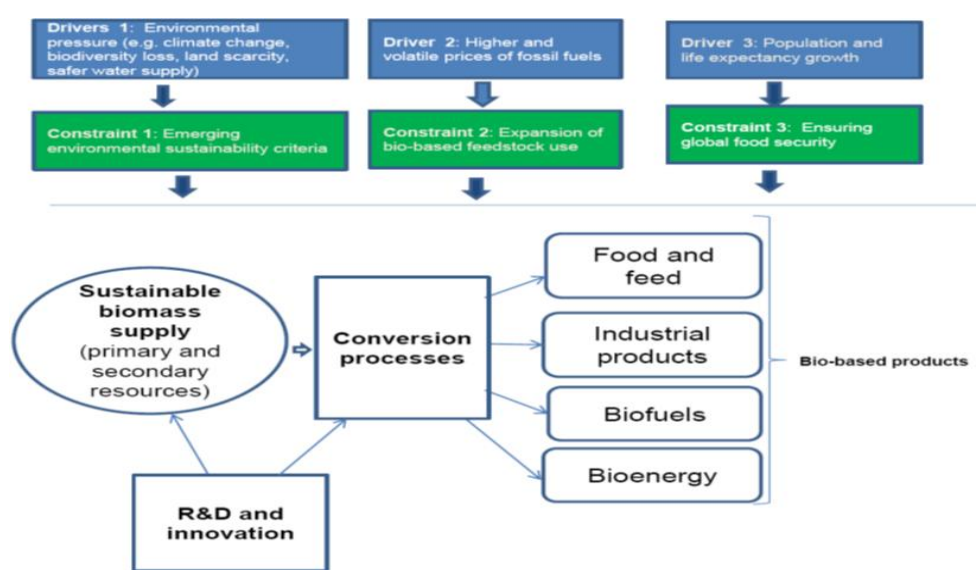 Drivers 1: Environmental
pressure (e.g. climate change,
biodiversity loss, land scarcity,
safer water supply)
Driver 2: Higher and
volatile prices of fossil fuels
Driver 3: Population and
life expectancy growth
Constraint 1: Emerging
environmental sustainability criteria
Constraint 2: Expansion of
bio-based feedstock use
Constraint 3: Ensuring
global food security
Sustainable
biomass
supply
(primary and
secondary
resources)
Conversion
processes
Food and
feed
Industrial
products
Biofuels
Bioenergy
Bio-based products
R&D and
innovation